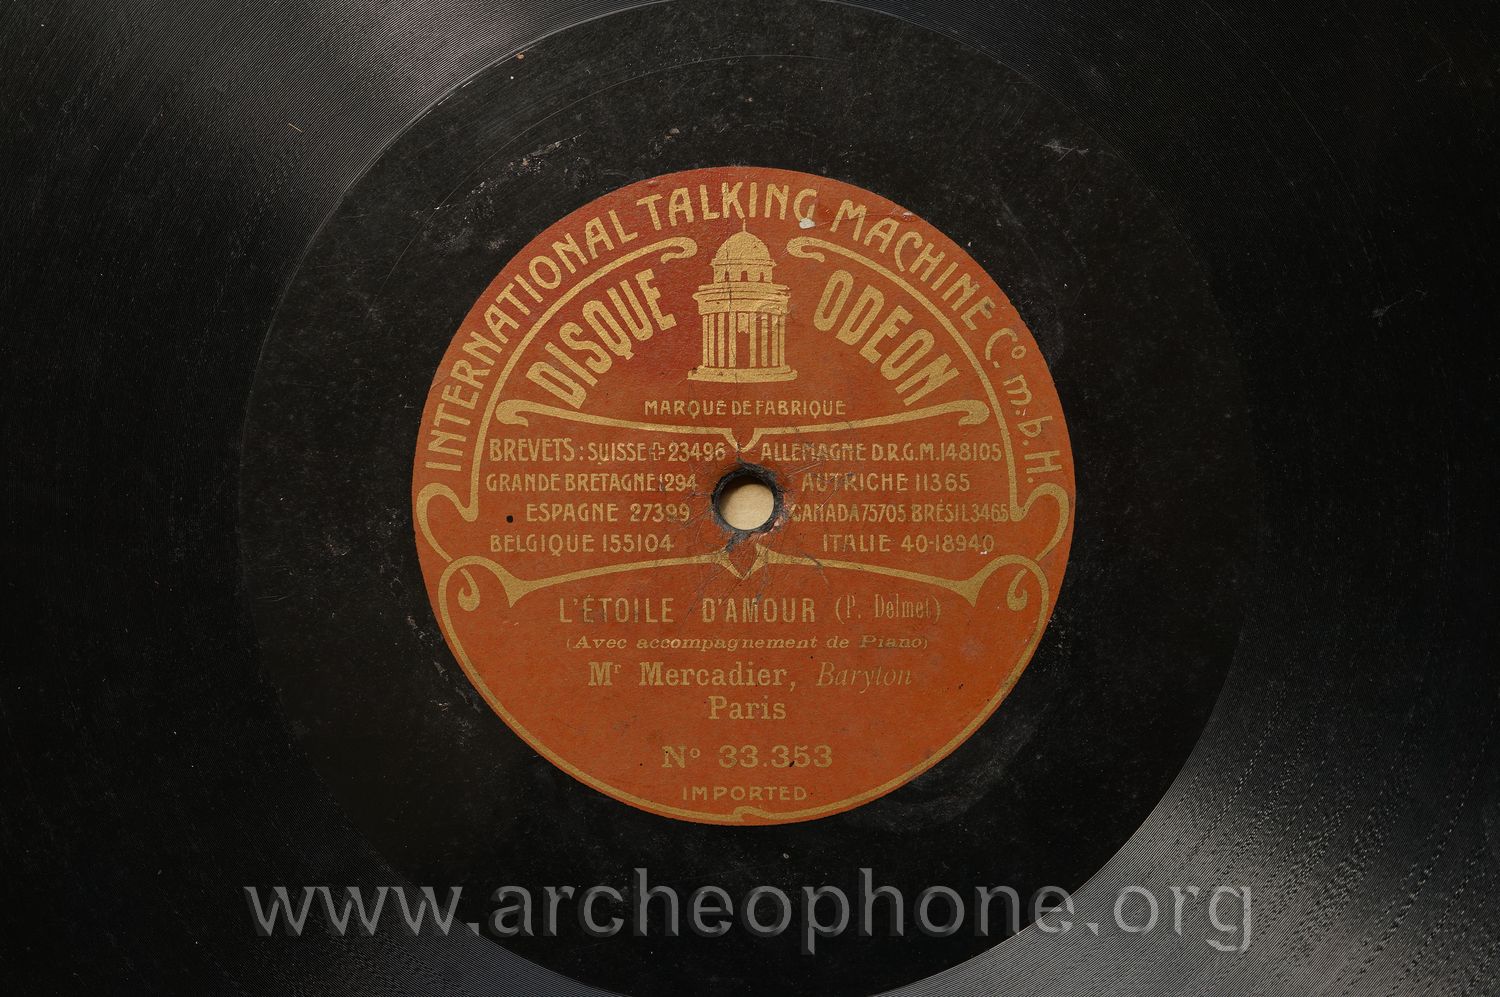 INTERNATIONAL TALKING MACHINE Co. m.b.H.
DISQUE ODEON
MARQUE DE FABRIQUE
BREVETS: SUISSE 23496 ALLEMAGNE D.R.G.M. 148105
GRANDE BRETAGNE 1294 AUTRICHE 11365
ESPAGNE 27399 CANADA 75705 BRÉSIL 3465
BELGIQUE 155104 ITALIE 40-18940
L'ÉTOILE D'AMOUR (P. Delmet)
(Avec accompagnement de Piano)
Mr Mercadier, Baryton
Paris
No 33.353
IMPORTED
www.archeophone.org